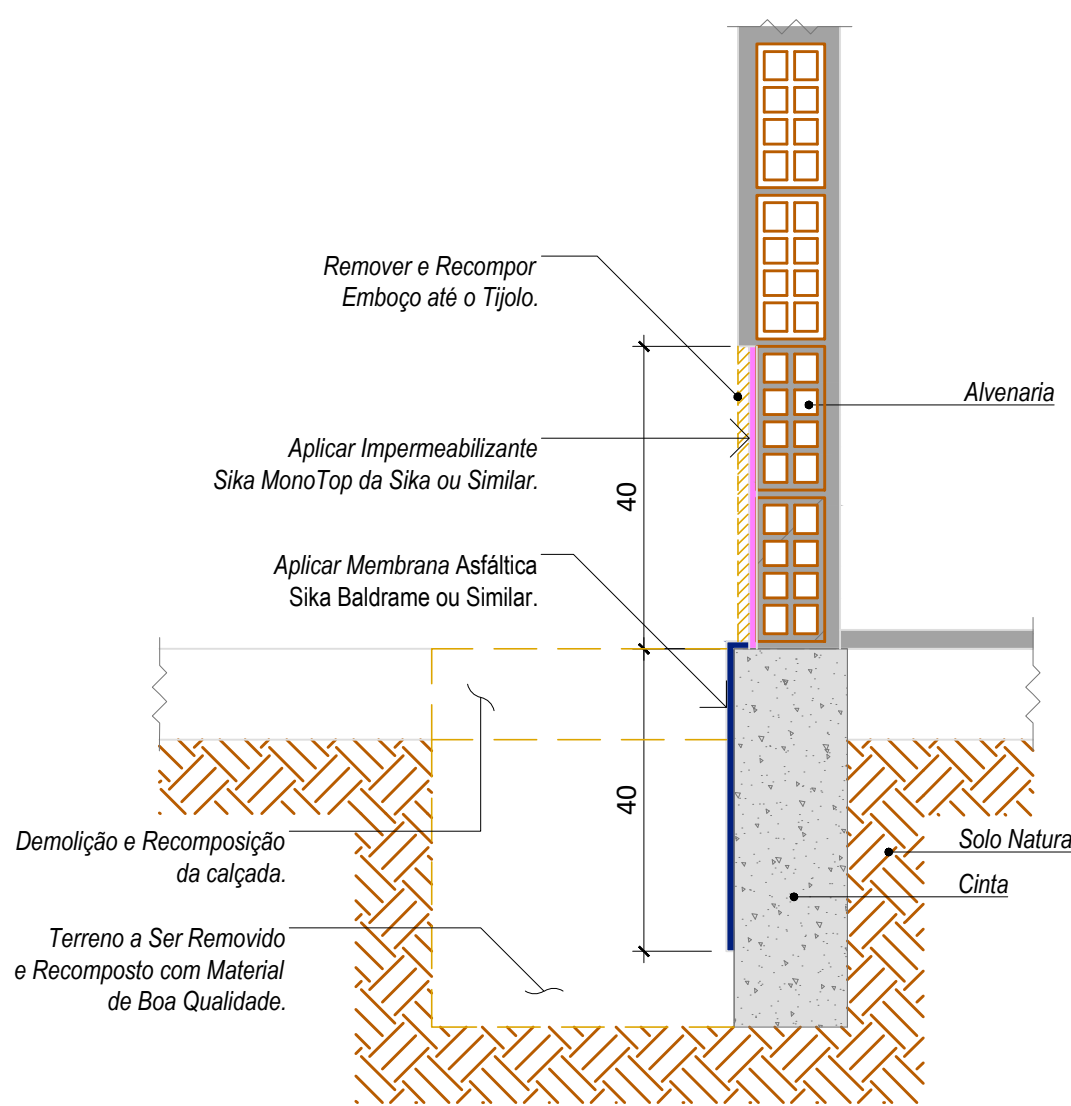 Remover e Recompor
Emboço até o Tijolo.
Alvenaria
Aplicar Impermeabilizante
Sika MonoTop da Sika ou Similar.
40
Aplicar Membrana Asfáltica
Sika Baldrame ou Similar.
40
Demolição e Recomposição
da calçada.
Solo Natura
Cinta
Terreno a Ser Removido
e Recomposto com Material
de Boa Qualidade.